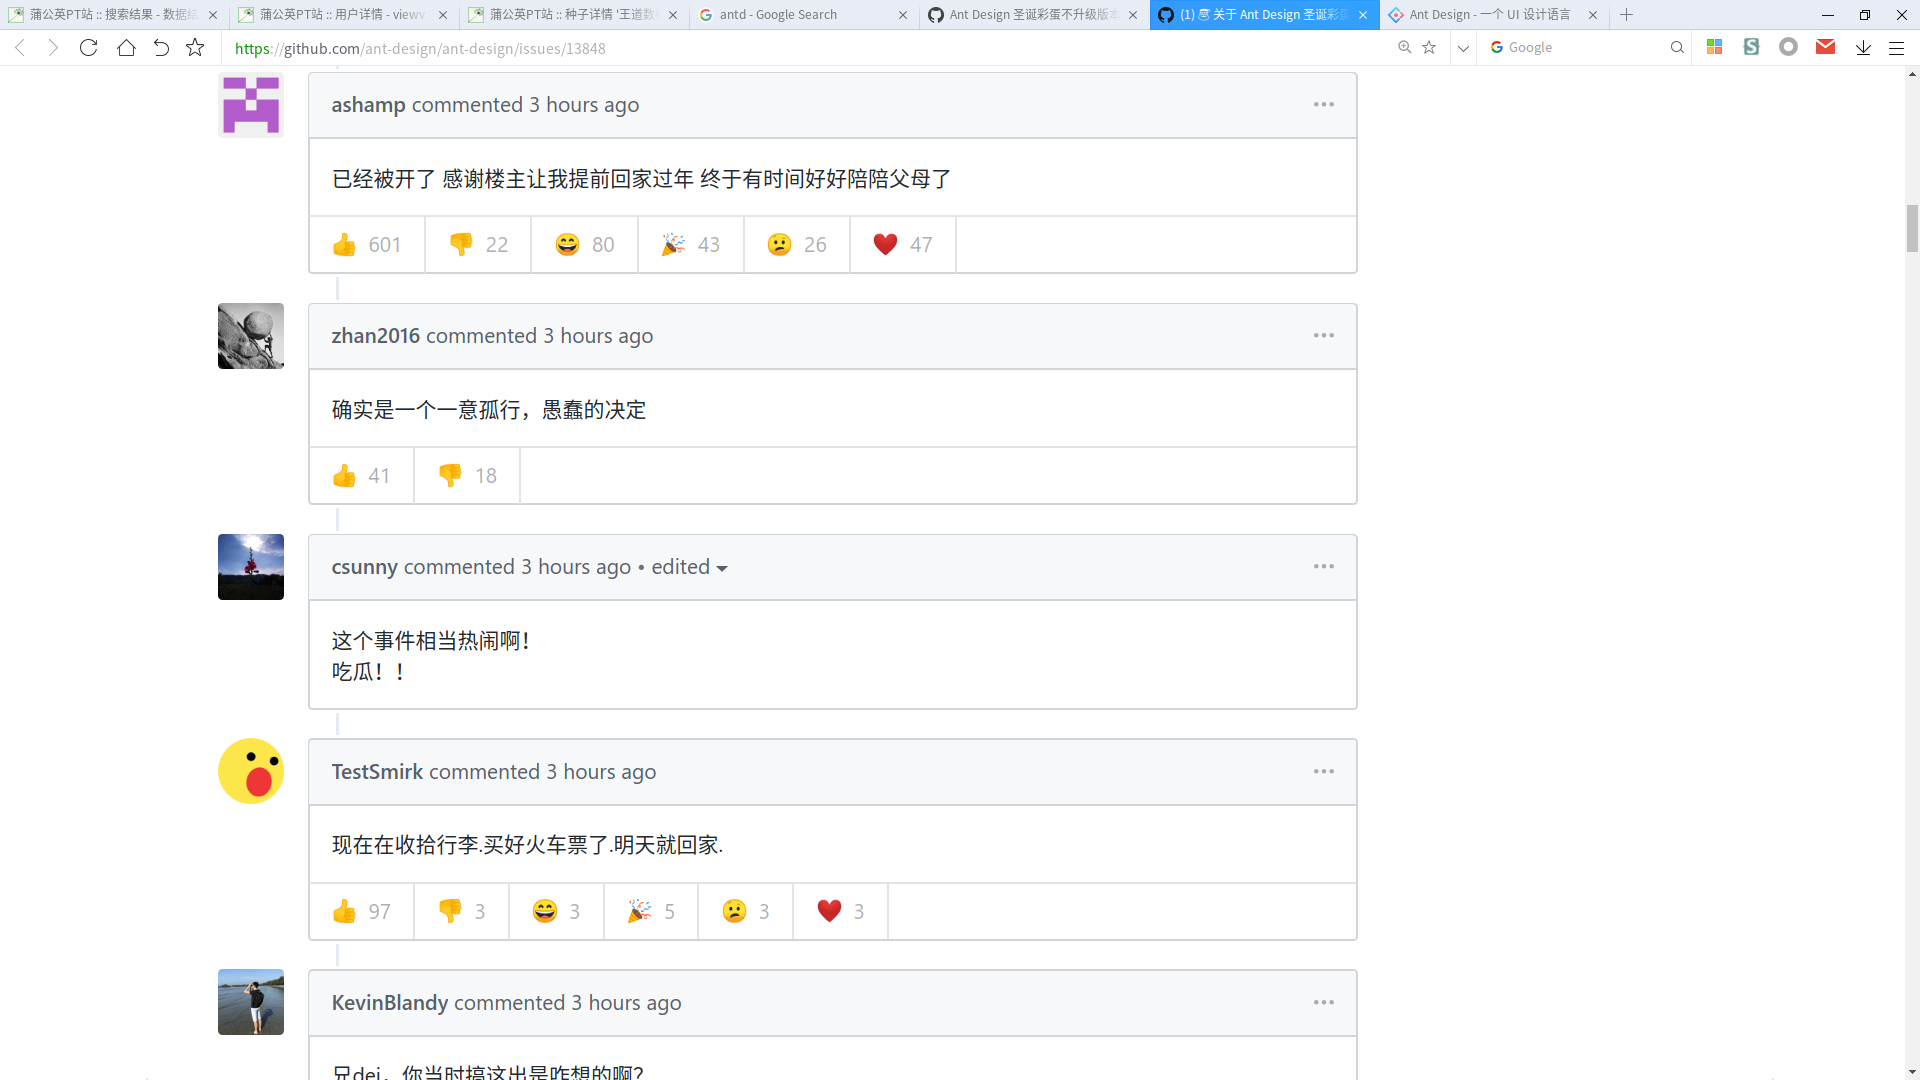 蒲公英PT站 :: 搜索结果 - 数据结
蒲公英PT站 :: 用户详情 - viewv
蒲公英PT站 :: 种子详情 '王道数
antd - Google Search
Ant Design 圣诞彩蛋不升级版本
(1) 关于 Ant Design 圣诞彩蛋
Ant Design - 一个 UI 设计语言
https://github.com/ant-design/ant-design/issues/13848
Google
ashamp commented 3 hours ago
已经被开了 感谢楼主让我提前回家过年 终于有时间好好陪陪父母了
601 22 80 43 26 47
zhan2016 commented 3 hours ago
确实是一个一意孤行，愚蠢的决定
41 18
csunny commented 3 hours ago • edited
这个事件相当热闹啊！
吃瓜！！
TestSmirk commented 3 hours ago
现在在收拾行李.买好火车票了.明天就回家.
97 3 3 5 3 3
KevinBlandy commented 3 hours ago
兄dei，你当时搞这出是咋想的啊？